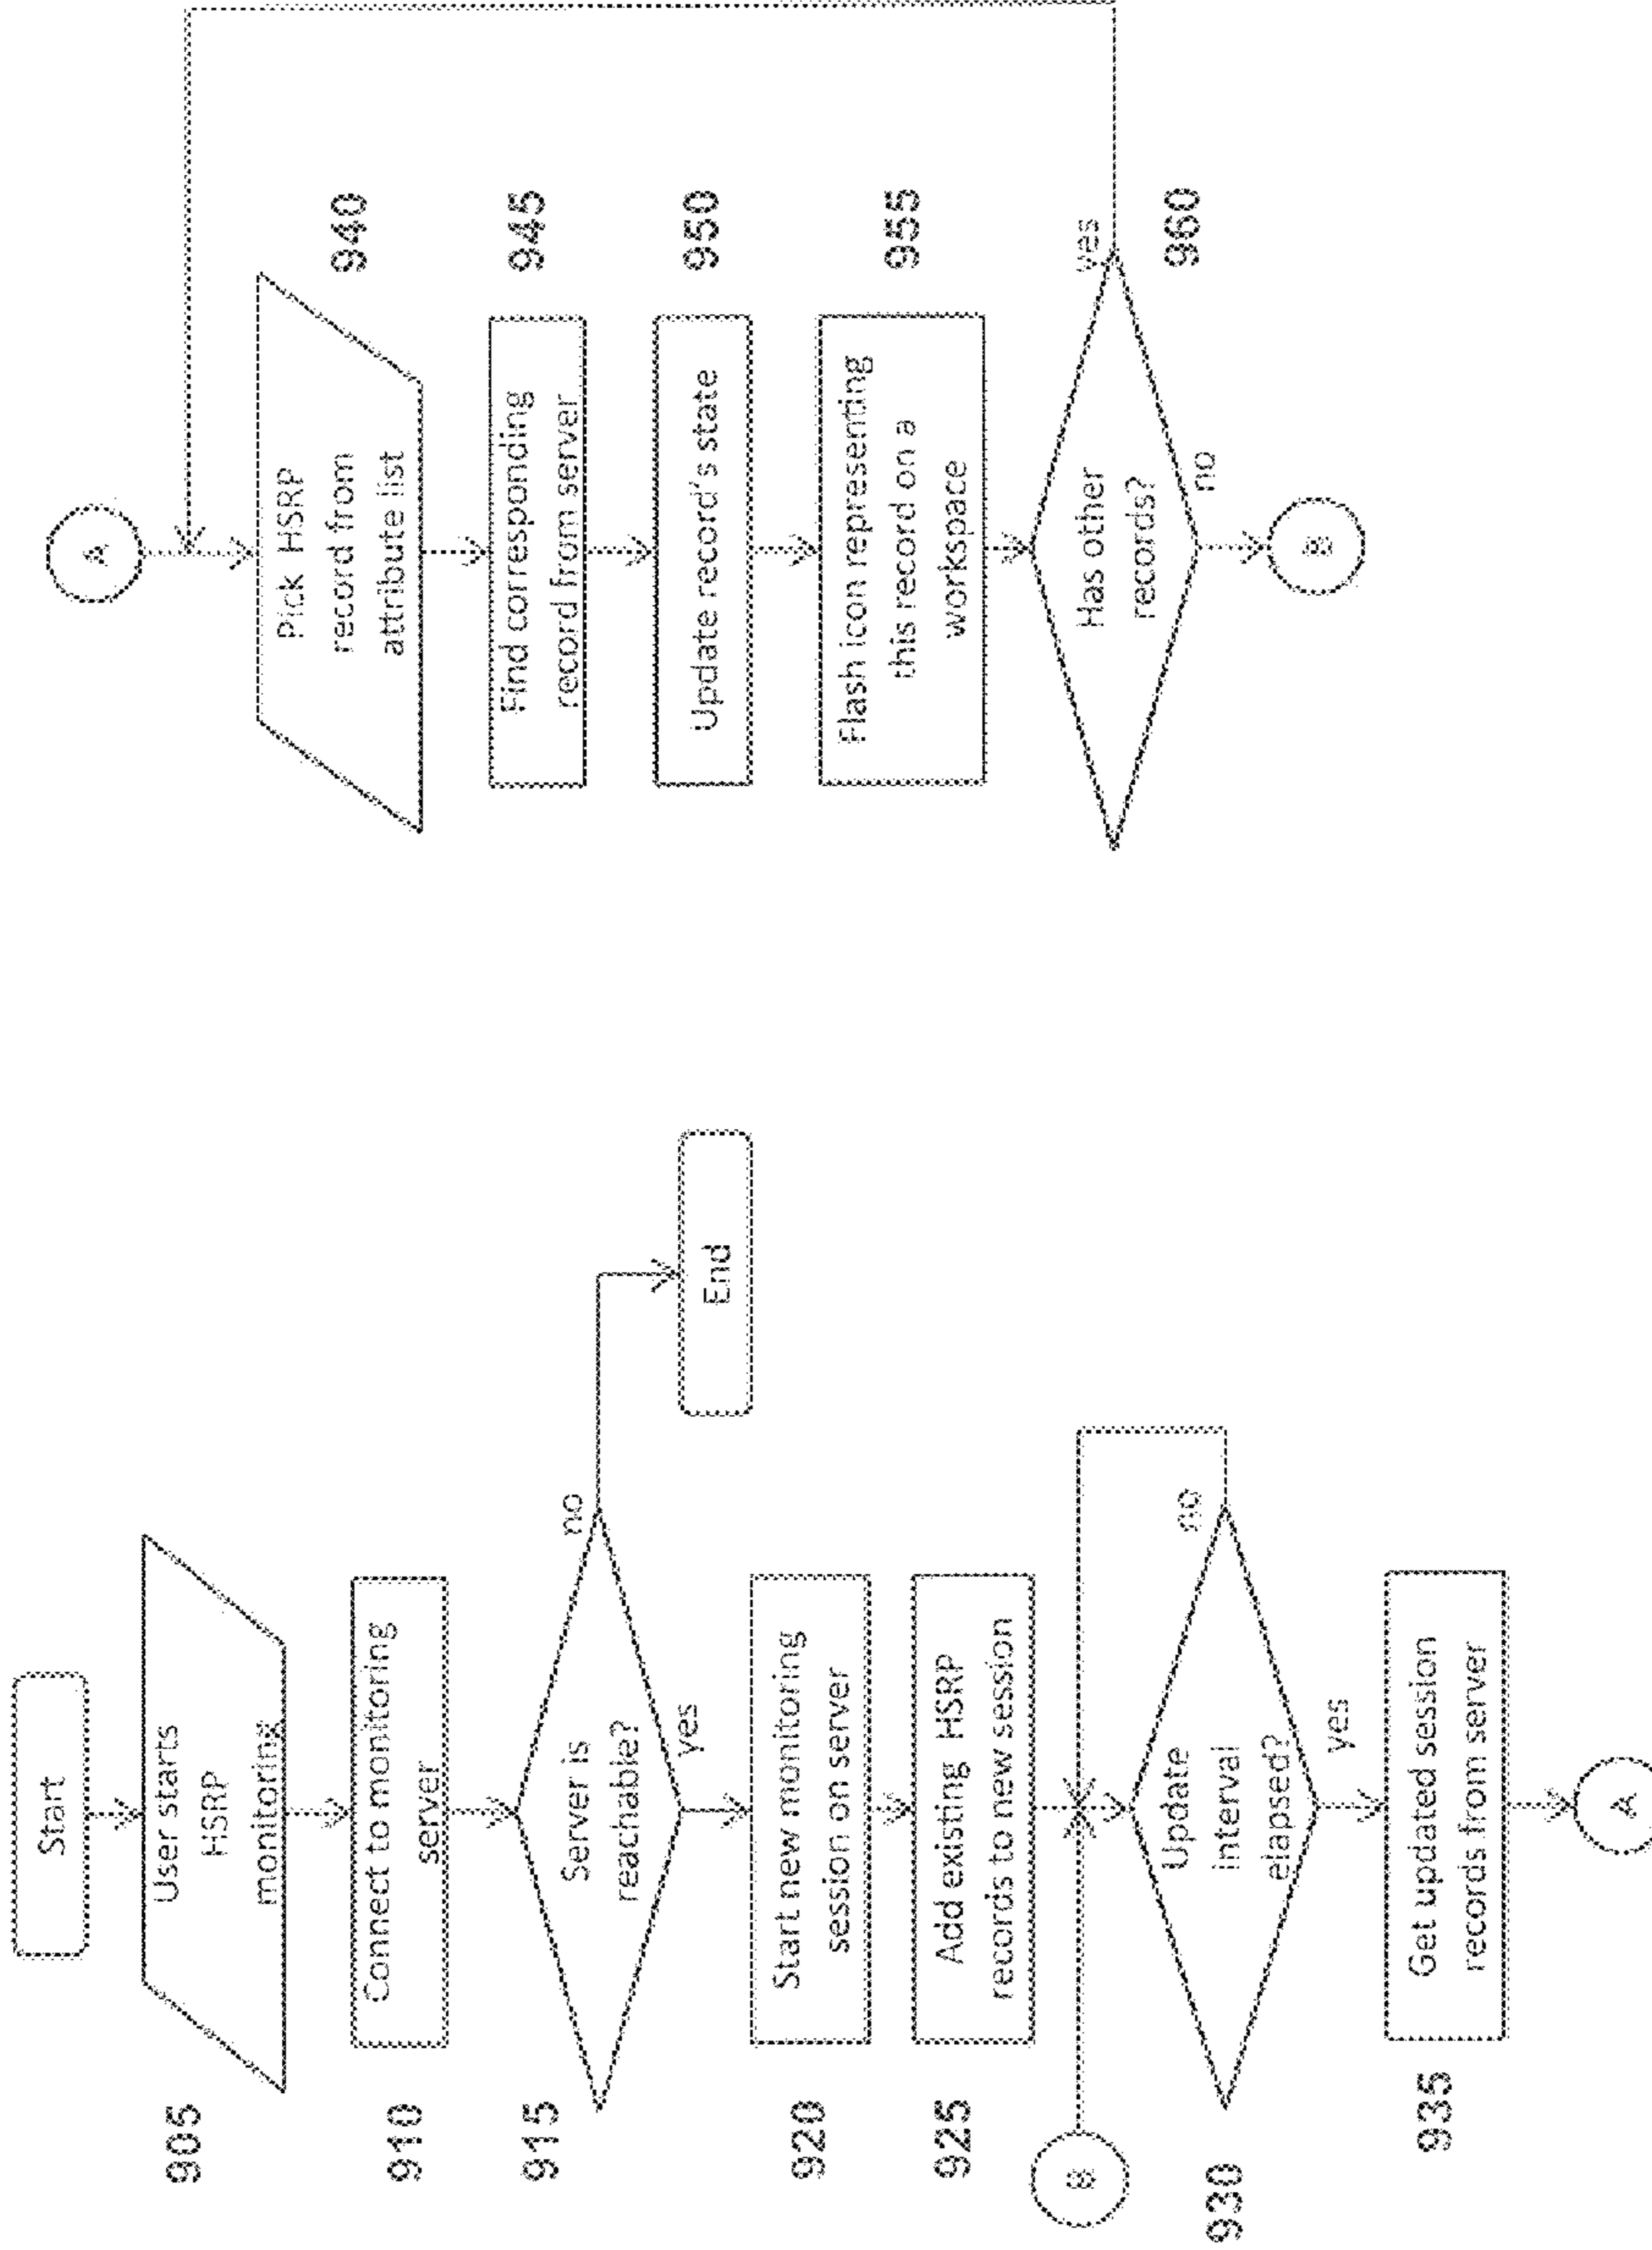 Start
User starts
HSRP
monitoring
905
Connect to monitoring
server
910
Server is
reachable?
915
no
End
yes
Start new monitoring
session on server
920
Add existing HSRP
records to new session
925
B
Update
interval
elapsed?
930
no
yes
Get updated session
records from server
935
A
A
Pick HSRP
record from
attribute list
940
Find corresponding
record from server
945
Update record's state
950
Flash icon representing
this record on a
workspace
955
Has other
records?
960
yes
no
B